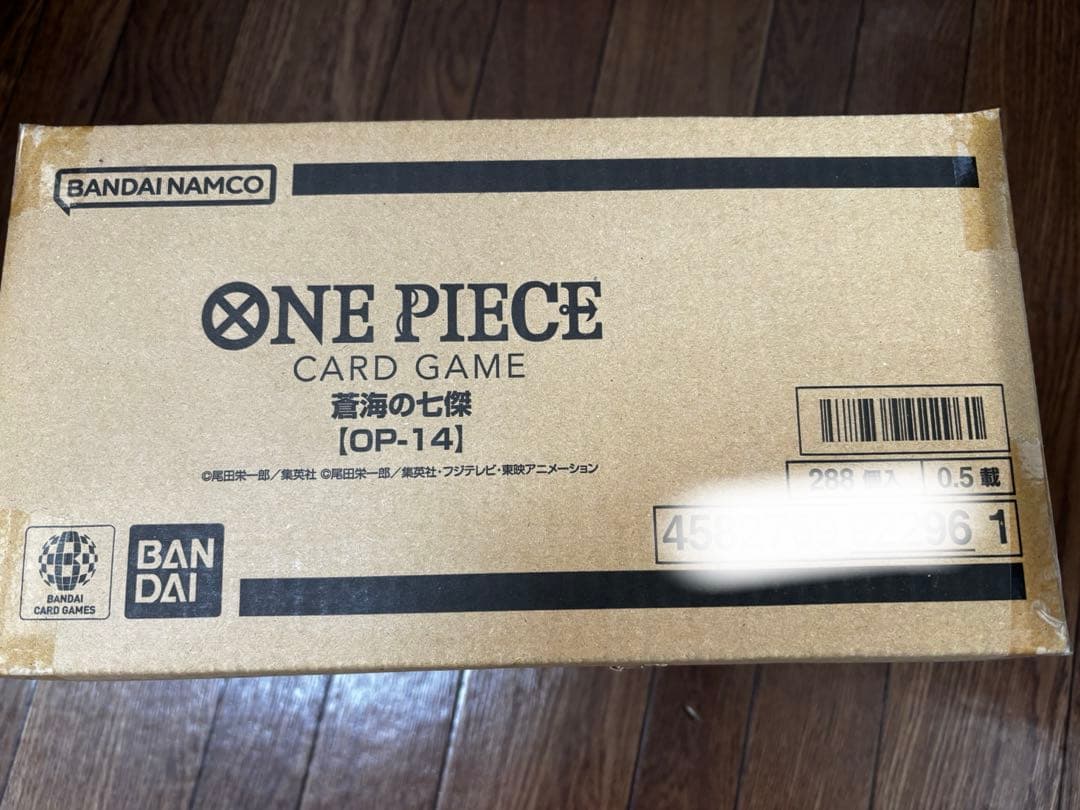 BANDAI NAMCO
ONE PIECE
CARD GAME
蒼海の七傑
【OP-14】
©尾田栄一郎／集英社 ©尾田栄一郎／集英社・フジテレビ・東映アニメーション
288 個入 0.5 載
1
BANDAI
CARD GAMES
BAN
DAI